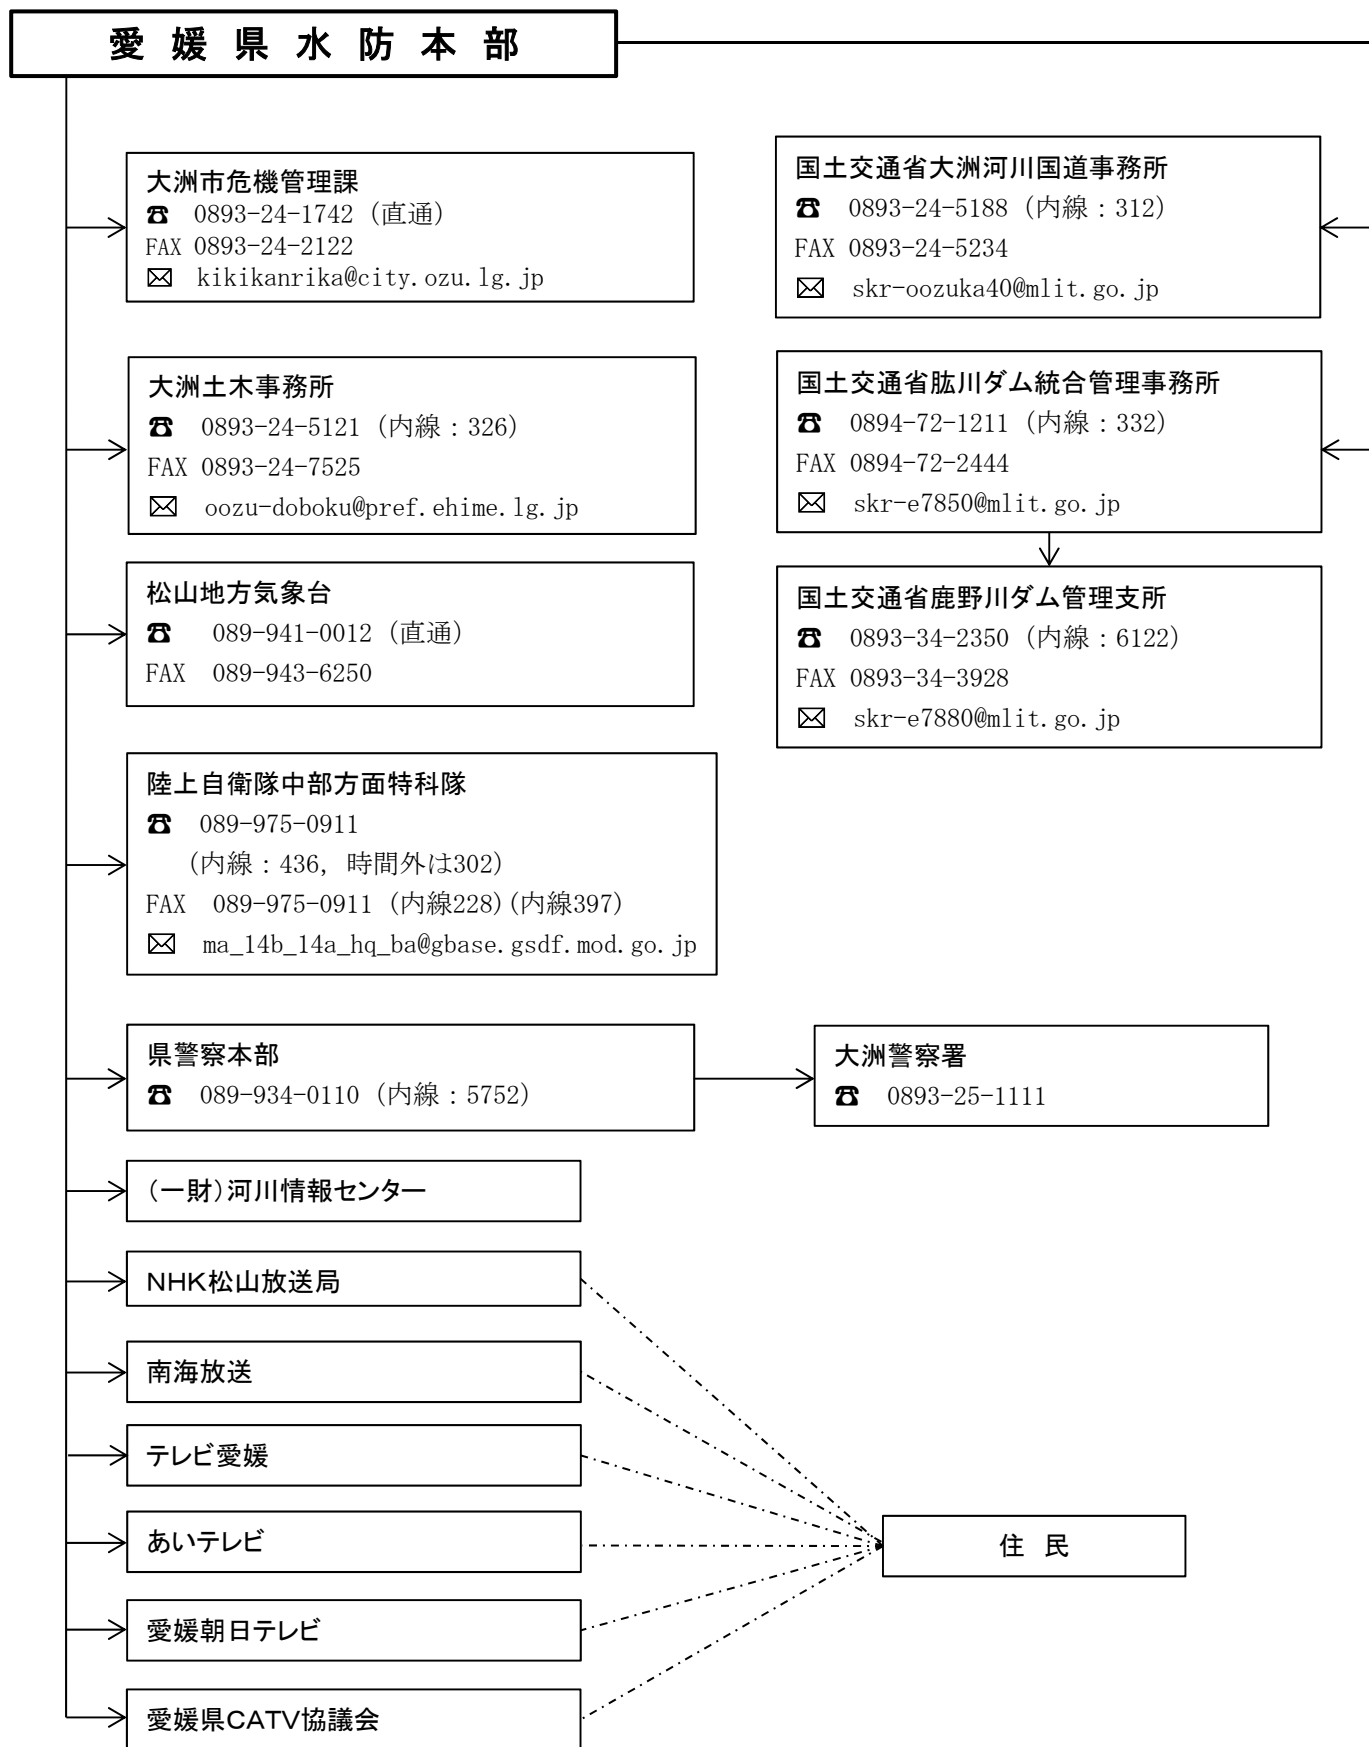 愛媛県水防本部
大洲市危機管理課
☎ 0893-24-1742（直通）
FAX 0893-24-2122
✉ kikikanrika@city.ozu.lg.jp
大洲土木事務所
☎ 0893-24-5121（内線：326）
FAX 0893-24-7525
✉ oozu-doboku@pref.ehime.lg.jp
松山地方気象台
☎ 089-941-0012（直通）
FAX 089-943-6250
陸上自衛隊中部方面特科隊
☎ 089-975-0911
（内線：436, 時間外は302）
FAX 089-975-0911（内線228）(内線397）
✉ ma_14b_14a_hq_ba@gbase.gsdf.mod.go.jp
県警察本部
☎ 089-934-0110（内線：5752）
（一財）河川情報センター
NHK松山放送局
南海放送
テレビ愛媛
あいテレビ
愛媛朝日テレビ
愛媛県CATV協議会
国土交通省大洲河川国道事務所
☎ 0893-24-5188（内線：312）
FAX 0893-24-5234
✉ skr-oozuka40@mlit.go.jp
国土交通省肱川ダム統合管理事務所
☎ 0894-72-1211（内線：332）
FAX 0894-72-2444
✉ skr-e7850@mlit.go.jp
国土交通省鹿野川ダム管理支所
☎ 0893-34-2350（内線：6122）
FAX 0893-34-3928
✉ skr-e7880@mlit.go.jp
大洲警察署
☎ 0893-25-1111
住 民